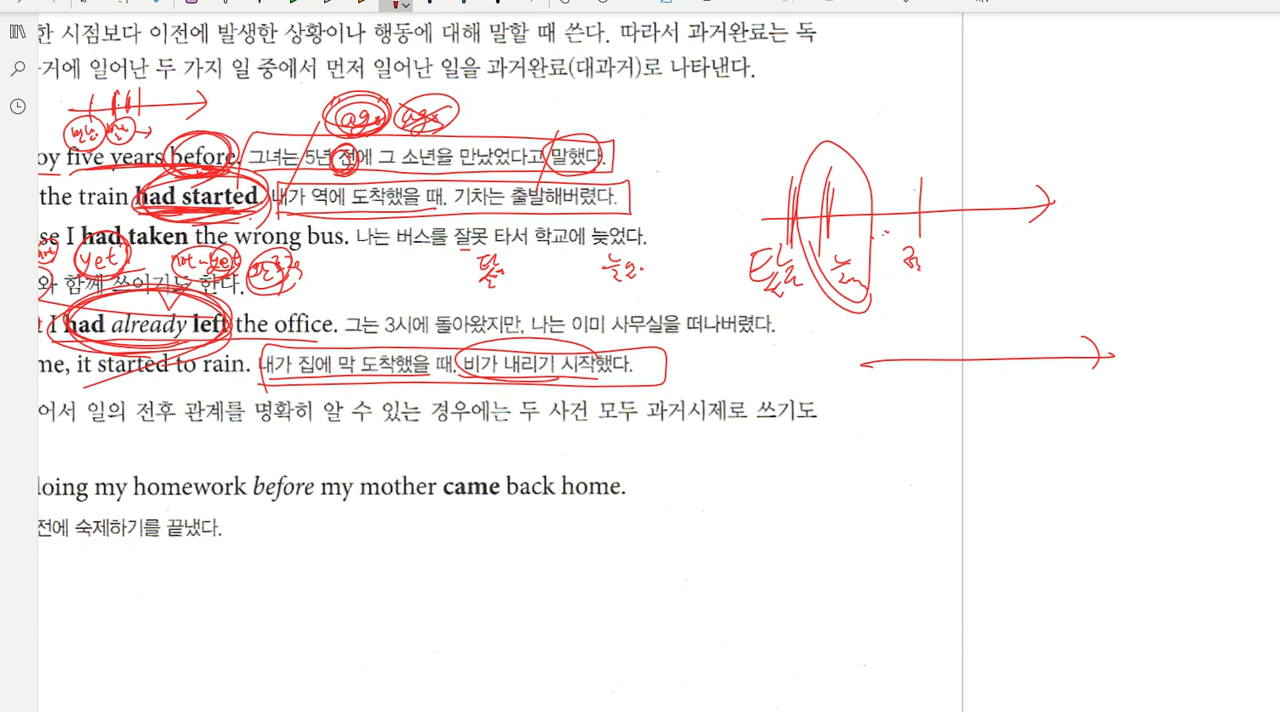 한 시점보다 이전에 발생한 상황이나 행동에 대해 말할 때 쓴다. 따라서 과거완료는 독
거에 일어난 두 가지 일 중에서 먼저 일어난 일을 과거완료(대과거)로 나타낸다.
ago ago
oy five years before. 그녀는 5년 전에 그 소년을 만났었다고 말했다.
the train had started. 내가 역에 도착했을 때, 기차는 출발해버렸다.
se I had taken the wrong bus. 나는 버스를 잘못 타서 학교에 늦었다.
yet yet 완료
와 함께 쓰이기도 한다.
t I had already left the office. 그는 3시에 돌아왔지만, 나는 이미 사무실을 떠나버렸다.
me, it started to rain. 내가 집에 막 도착했을 때, 비가 내리기 시작했다.
어서 일의 전후 관계를 명확히 알 수 있는 경우에는 두 사건 모두 과거시제로 쓰기도
doing my homework before my mother came back home.
전에 숙제하기를 끝냈다.